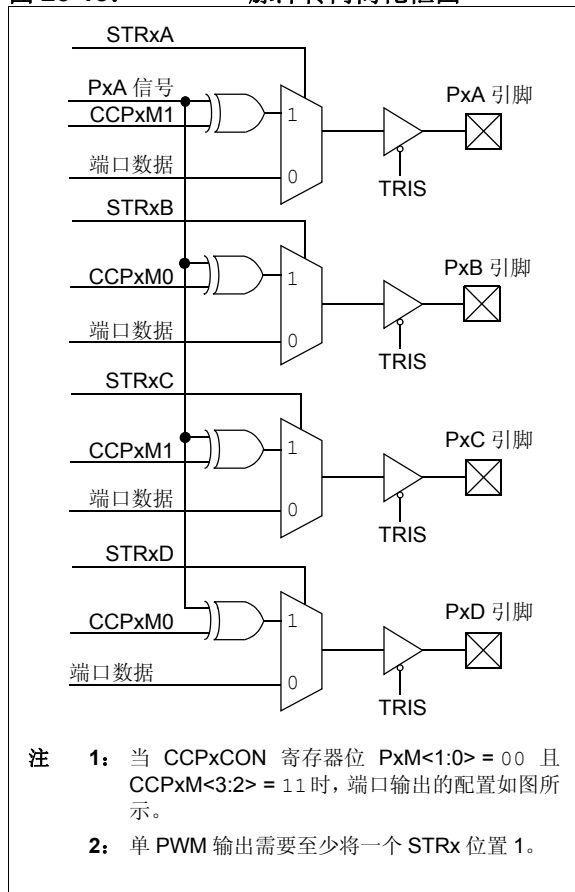 STRxA
PxA 信号
CCPxM1
1
PxA 引脚
端口数据
0
TRIS
STRxB
CCPxM0
1
PxB 引脚
端口数据
0
TRIS
STRxC
CCPxM1
1
PxC 引脚
端口数据
0
TRIS
STRxD
CCPxM0
1
PxD 引脚
端口数据
0
TRIS
注 1： 当 CCPxCON 寄存器位 PxM<1:0> = 00 且
CCPxM<3:2> = 11时，端口输出的配置如图所
示。
2： 单 PWM 输出需要至少将一个 STRx 位置 1。